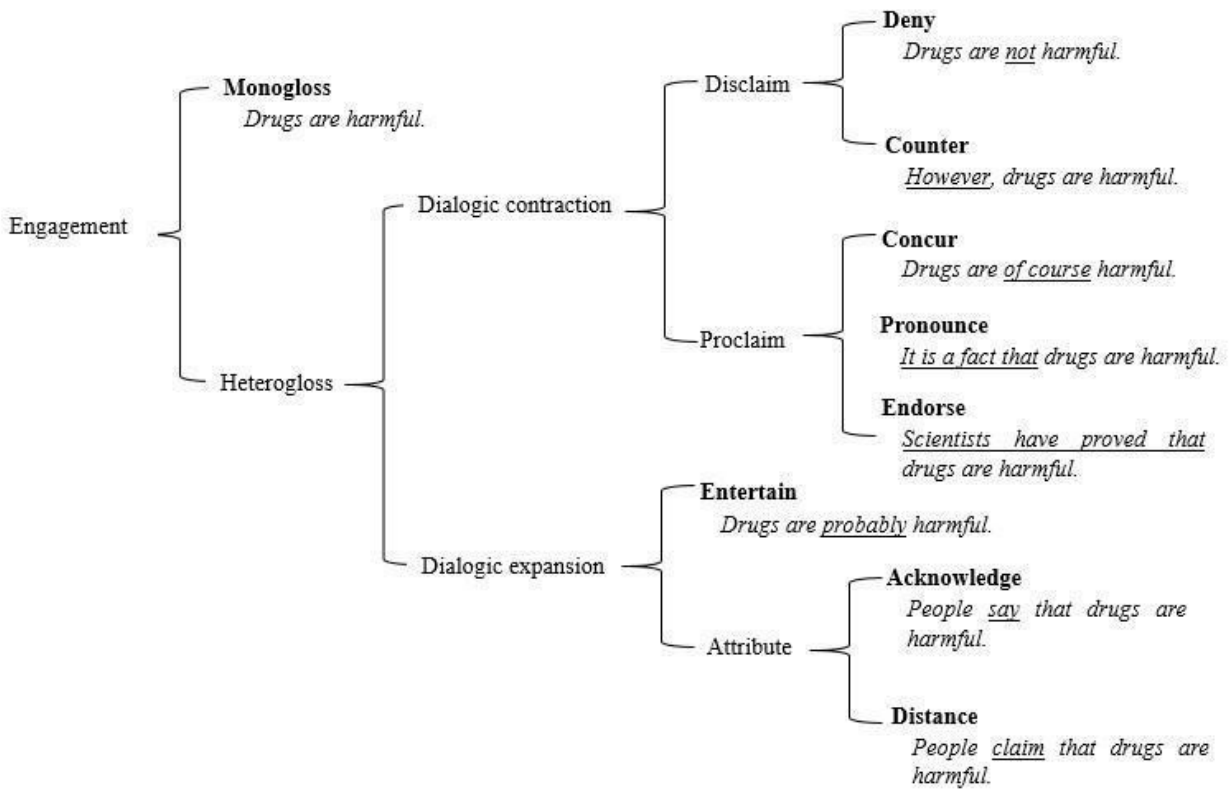 Deny
Drugs are not harmful.
Disclaim
Monogloss
Drugs are harmful.
Counter
However, drugs are harmful.
Dialogic contraction
Engagement
Concur
Drugs are of course harmful.
Pronounce
Proclaim
It is a fact that drugs are harmful.
Heterogloss
Endorse
Scientists have proved that
drugs are harmful.
Entertain
Drugs are probably harmful.
Dialogic expansion
Acknowledge
People say that drugs are
harmful.
Attribute
Distance
People claim that drugs are
harmful.